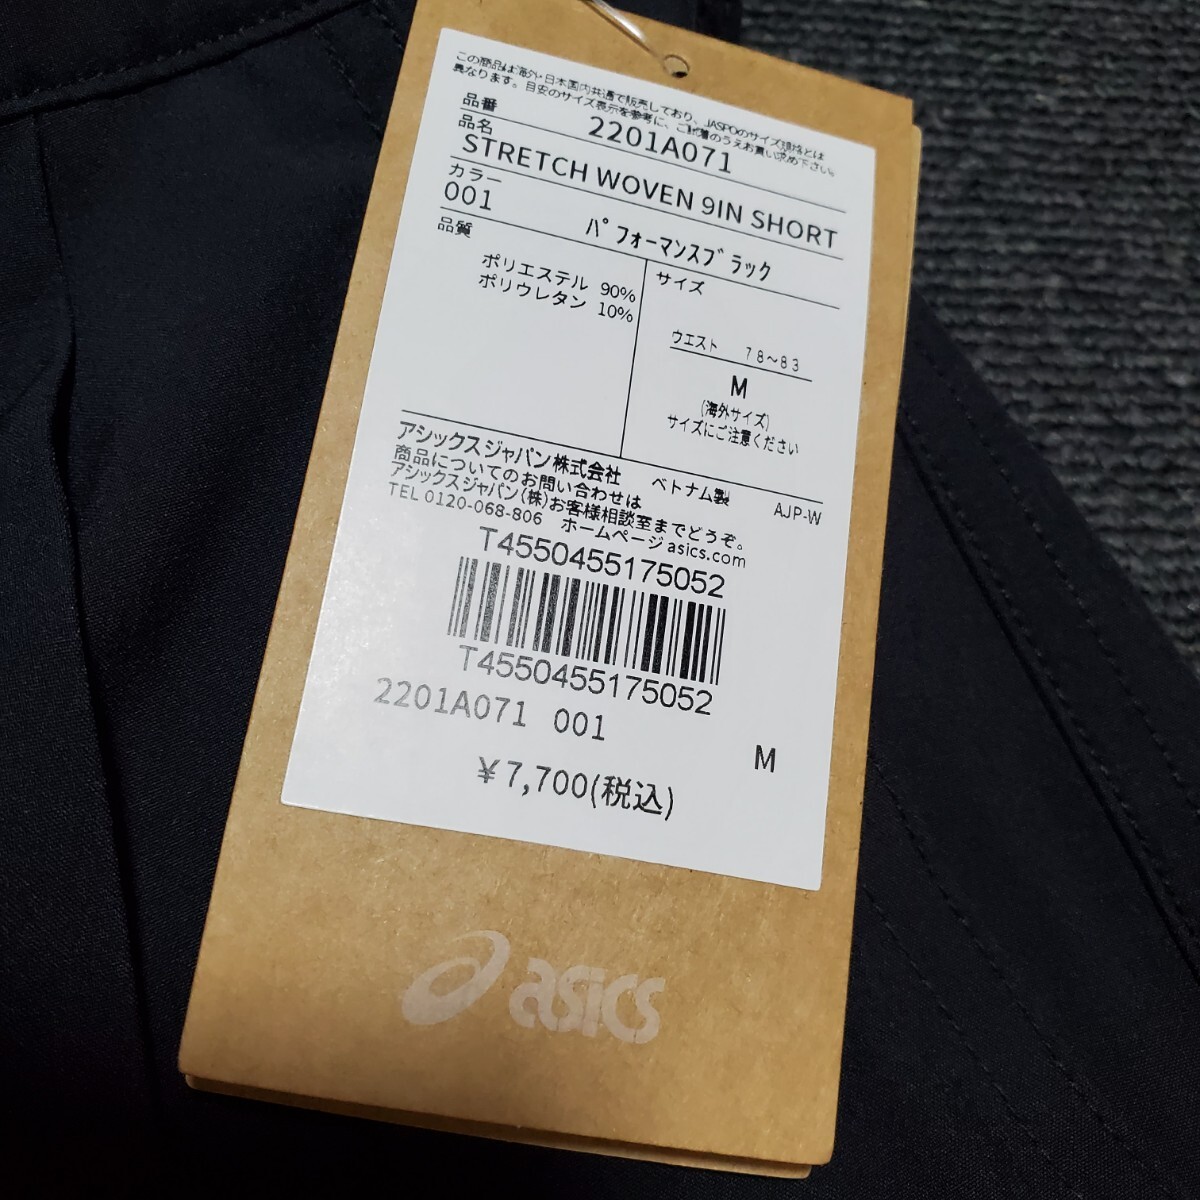 この商品は海外・日本国内共通で販売しており、JASPOのサイズ規格とは
異なります。目安のサイズ表示を参考に、ご試着のうえお買い求め下さい。
品番 2201A071
品名
STRETCH WOVEN 9IN SHORT
カラー
001 パフォーマンスブラック
品質
ポリエステル 90%
ポリウレタン 10%
サイズ
ウエスト 78～83
M
(海外サイズ)
サイズにご注意ください
アシックスジャパン株式会社 ベトナム製 AJP-W
商品についてのお問い合わせは
アシックスジャパン(株)お客様相談室までどうぞ。
TEL 0120-068-806 ホームページ asics.com
T4550455175052
T4550455175052
2201A071 001 M
¥7,700(税込)
asics